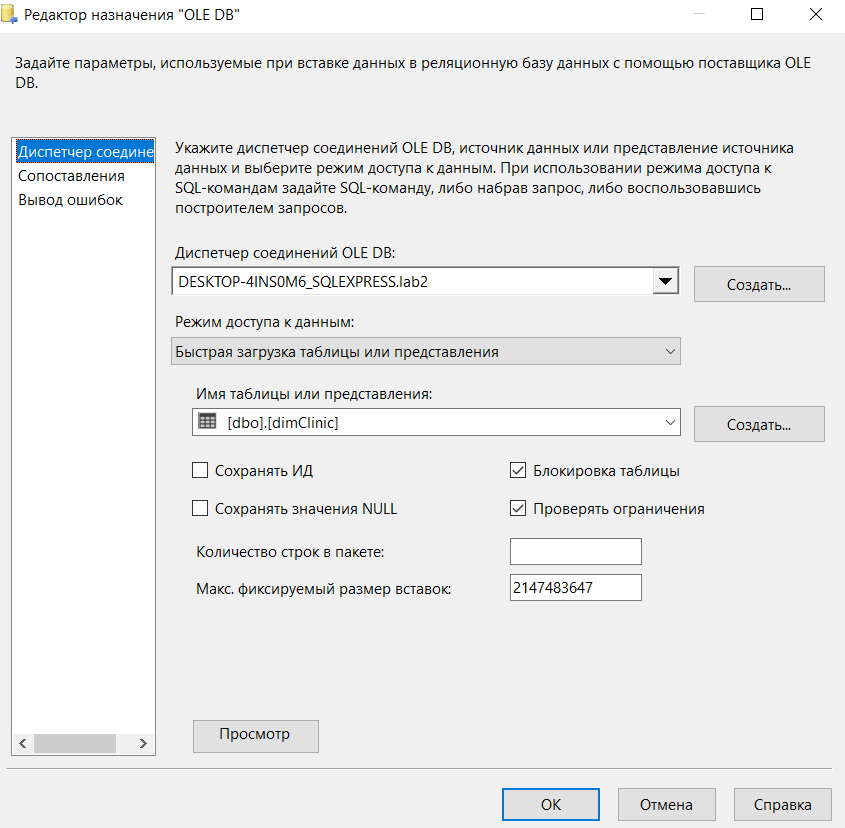 Редактор назначения "OLE DB"
Задайте параметры, используемые при вставке данных в реляционную базу данных с помощью поставщика OLE
DB.
Диспетчер соедине
Сопоставления
Вывод ошибок
Укажите диспетчер соединений OLE DB, источник данных или представление источника
данных и выберите режим доступа к данным. При использовании режима доступа к
SQL-командам задайте SQL-команду, либо набрав запрос, либо воспользовавшись
построителем запросов.
Диспетчер соединений OLE DB:
DESKTOP-4INS0M6_SQLEXPRESS.lab2
Создать...
Режим доступа к данным:
Быстрая загрузка таблицы или представления
Имя таблицы или представления:
[dbo].[dimClinic]
Создать...
Сохранять ИД
Блокировка таблицы
Сохранять значения NULL
Проверять ограничения
Количество строк в пакете:
Макс. фиксируемый размер вставок:
2147483647
Просмотр
OK
Отмена
Справка